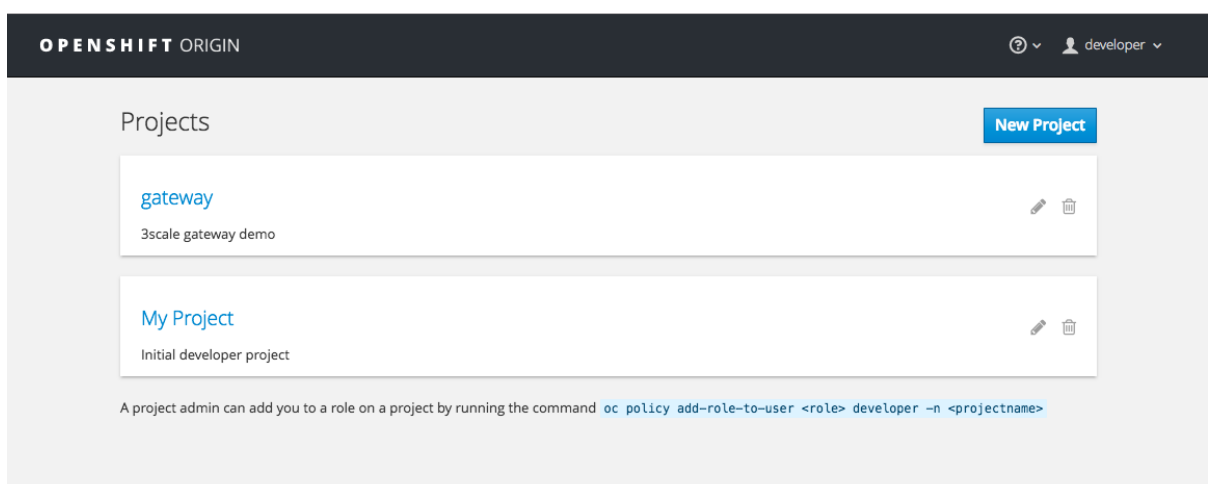 OPENSHIFT ORIGIN
developer
Projects
New Project
gateway
3scale gateway demo
My Project
Initial developer project
A project admin can add you to a role on a project by running the command oc policy add-role-to-user <role> developer -n <projectname>